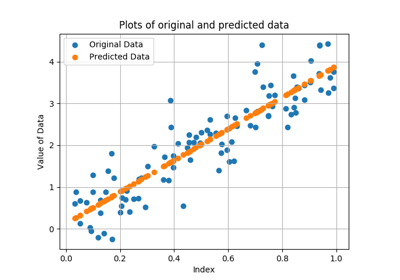 Plots of original and predicted data
Original Data
Predicted Data
Value of Data
4
3
2
1
0
0.0 0.2 0.4 0.6 0.8 1.0
Index